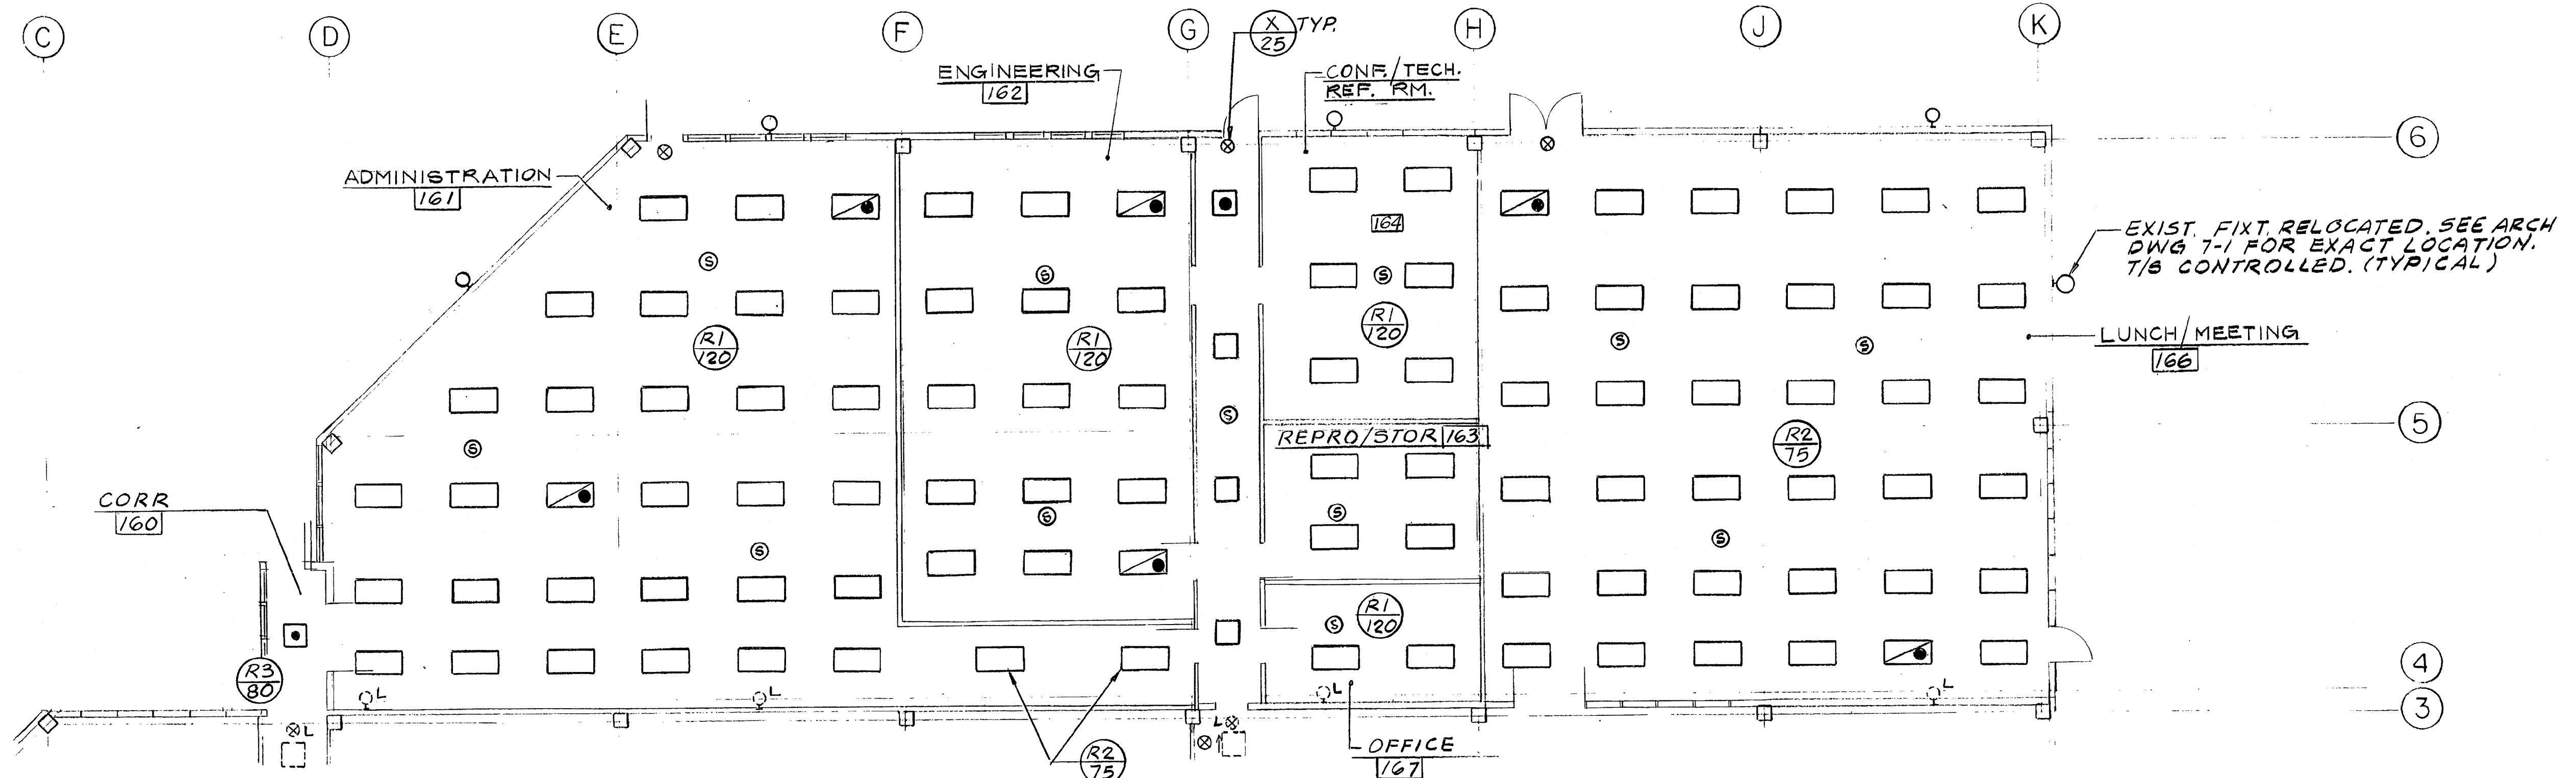 C
D
E
F
G
H
J
K
X
25
TYP.
ENGINEERING
162
CONF./TECH.
REF. RM.
6
ADMINISTRATION
161
164
EXIST. FIXT. RELOCATED. SEE ARCH
DWG 7-1 FOR EXACT LOCATION.
T/S CONTROLLED. (TYPICAL)
S
S
S
R1
120
R1
120
R1
120
S
S
LUNCH/MEETING
166
S
5
REPRO/STOR 163
R2
75
S
CORR
160
S
S
S
S
R1
120
S
R3
80
4
L
L
L
L
3
L
L
R2
75
OFFICE
167